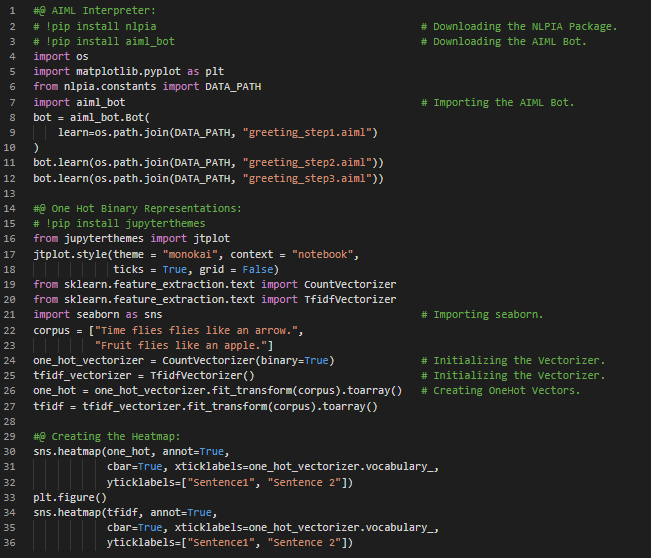 1 #@ AIML Interpreter:
2 # !pip install nlpia # Downloading the NLPIA Package.
3 # !pip install aiml_bot # Downloading the AIML Bot.
4 import os
5 import matplotlib.pyplot as plt
6 from nlpia.constants import DATA_PATH
7 import aiml_bot # Importing the AIML Bot.
8 bot = aiml_bot.Bot(
9 learn=os.path.join(DATA_PATH, "greeting_step1.aiml")
10 )
11 bot.learn(os.path.join(DATA_PATH, "greeting_step2.aiml"))
12 bot.learn(os.path.join(DATA_PATH, "greeting_step3.aiml"))
13
14 #@ One Hot Binary Representations:
15 # !pip install jupyterthemes
16 from jupyterthemes import jtplot
17 jtplot.style(theme = "monokai", context = "notebook",
18 ticks = True, grid = False)
19 from sklearn.feature_extraction.text import CountVectorizer
20 from sklearn.feature_extraction.text import TfidfVectorizer
21 import seaborn as sns # Importing seaborn.
22 corpus = ["Time flies flies like an arrow.",
23 "Fruit flies like an apple."]
24 one_hot_vectorizer = CountVectorizer(binary=True) # Initializing the Vectorizer.
25 tfidf_vectorizer = TfidfVectorizer() # Initializing the Vectorizer.
26 one_hot = one_hot_vectorizer.fit_transform(corpus).toarray() # Creating OneHot Vectors.
27 tfidf = tfidf_vectorizer.fit_transform(corpus).toarray()
28
29 #@ Creating the Heatmap:
30 sns.heatmap(one_hot, annot=True,
31 cbar=True, xticklabels=one_hot_vectorizer.vocabulary_,
32 yticklabels=["Sentence1", "Sentence 2"])
33 plt.figure()
34 sns.heatmap(tfidf, annot=True,
35 cbar=True, xticklabels=one_hot_vectorizer.vocabulary_,
36 yticklabels=["Sentence1", "Sentence 2"])